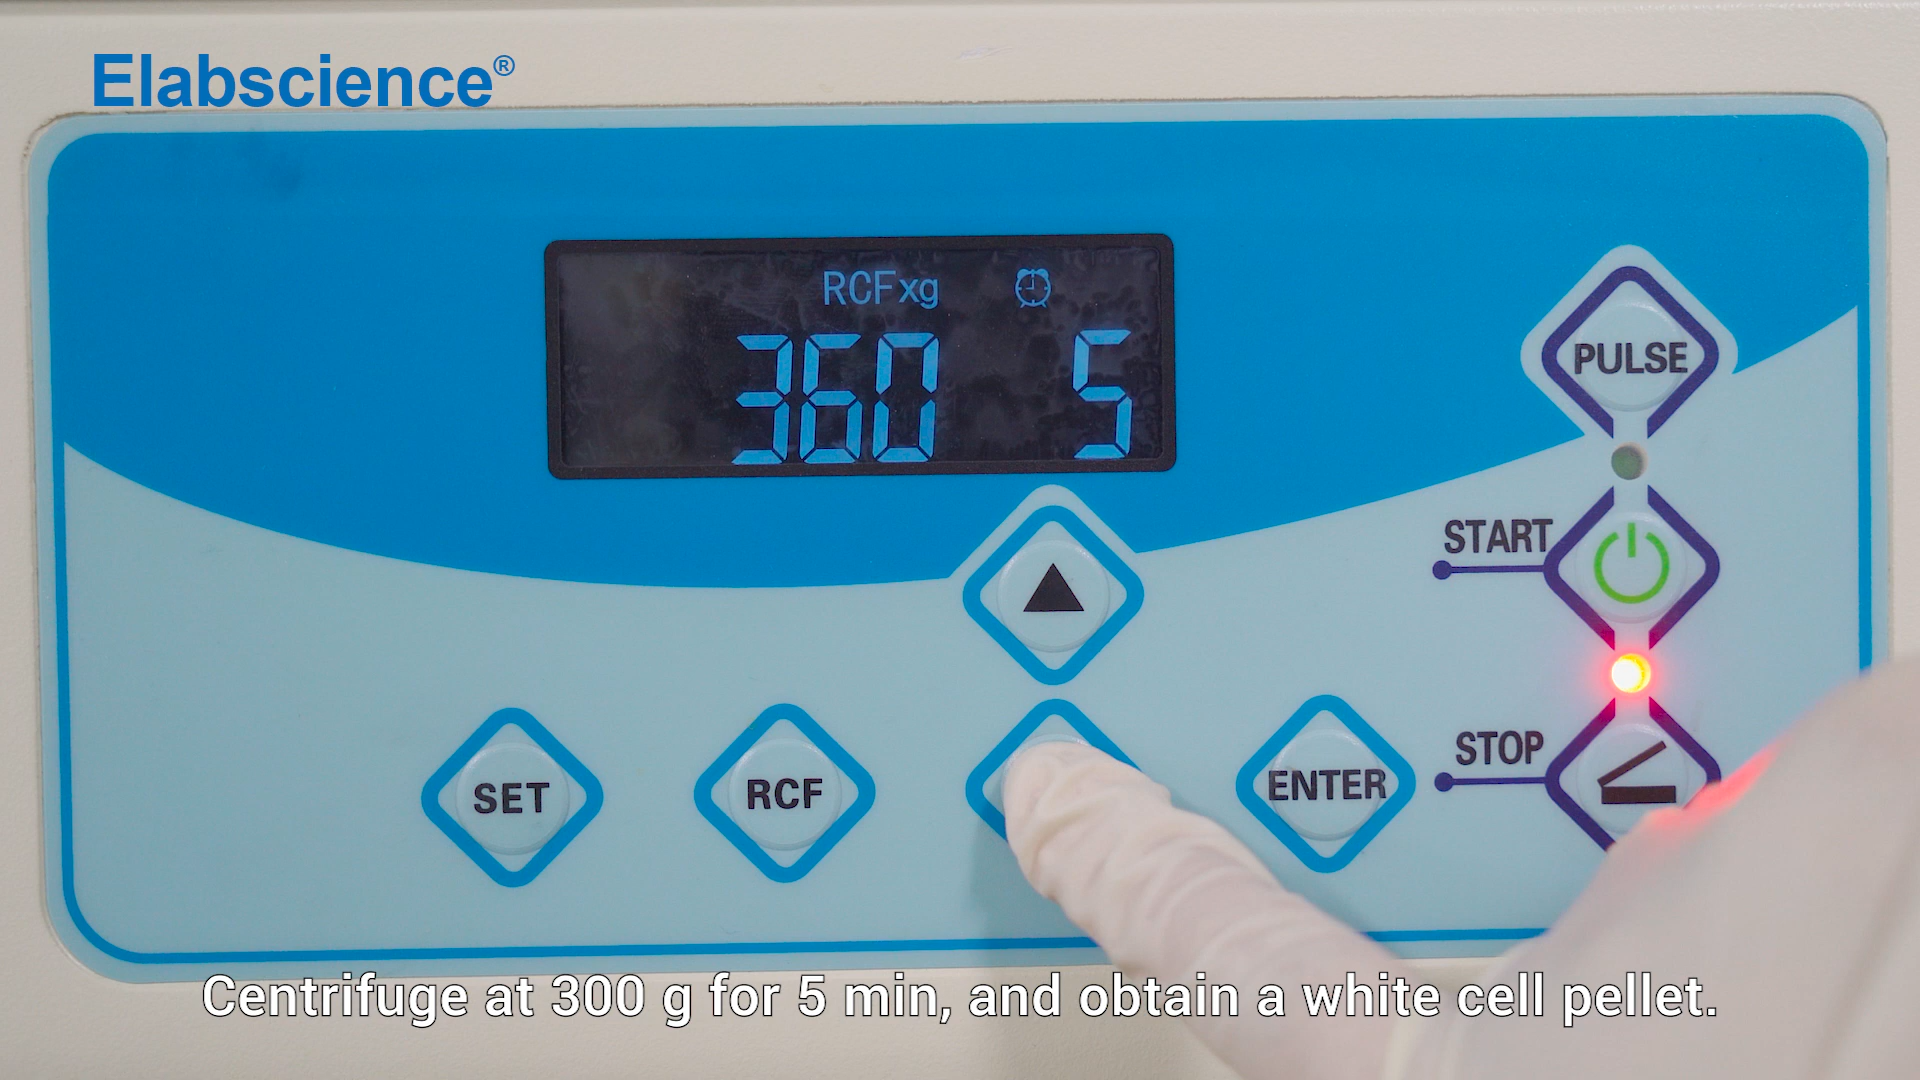 Elabscience®
RCFxg
360 5
PULSE
START
STOP
SET
RCF
ENTER
Centrifuge at 300 g for 5 min, and obtain a white cell pellet.